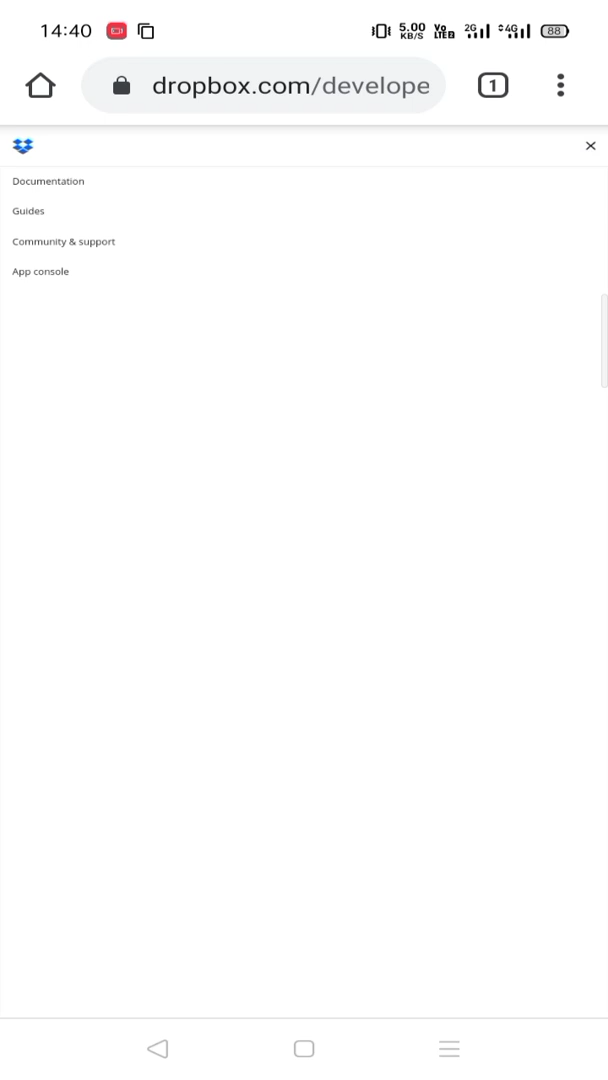 14:40 5.00 KB/S Vo LTE2 2G 4G 88
dropbox.com/develope 1
Documentation
Guides
Community & support
App console